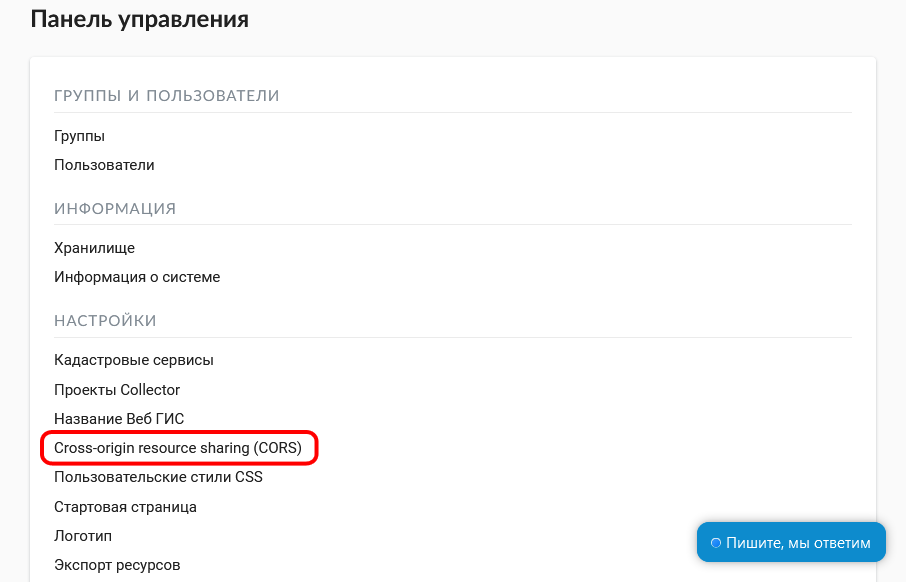 Панель управления
ГРУППЫ И ПОЛЬЗОВАТЕЛИ
Группы
Пользователи
ИНФОРМАЦИЯ
Хранилище
Информация о системе
НАСТРОЙКИ
Кадастровые сервисы
Проекты Collector
Название Веб ГИС
Cross-origin resource sharing (CORS)
Пользовательские стили CSS
Стартовая страница
Логотип
Пишите, мы ответим
Экспорт ресурсов